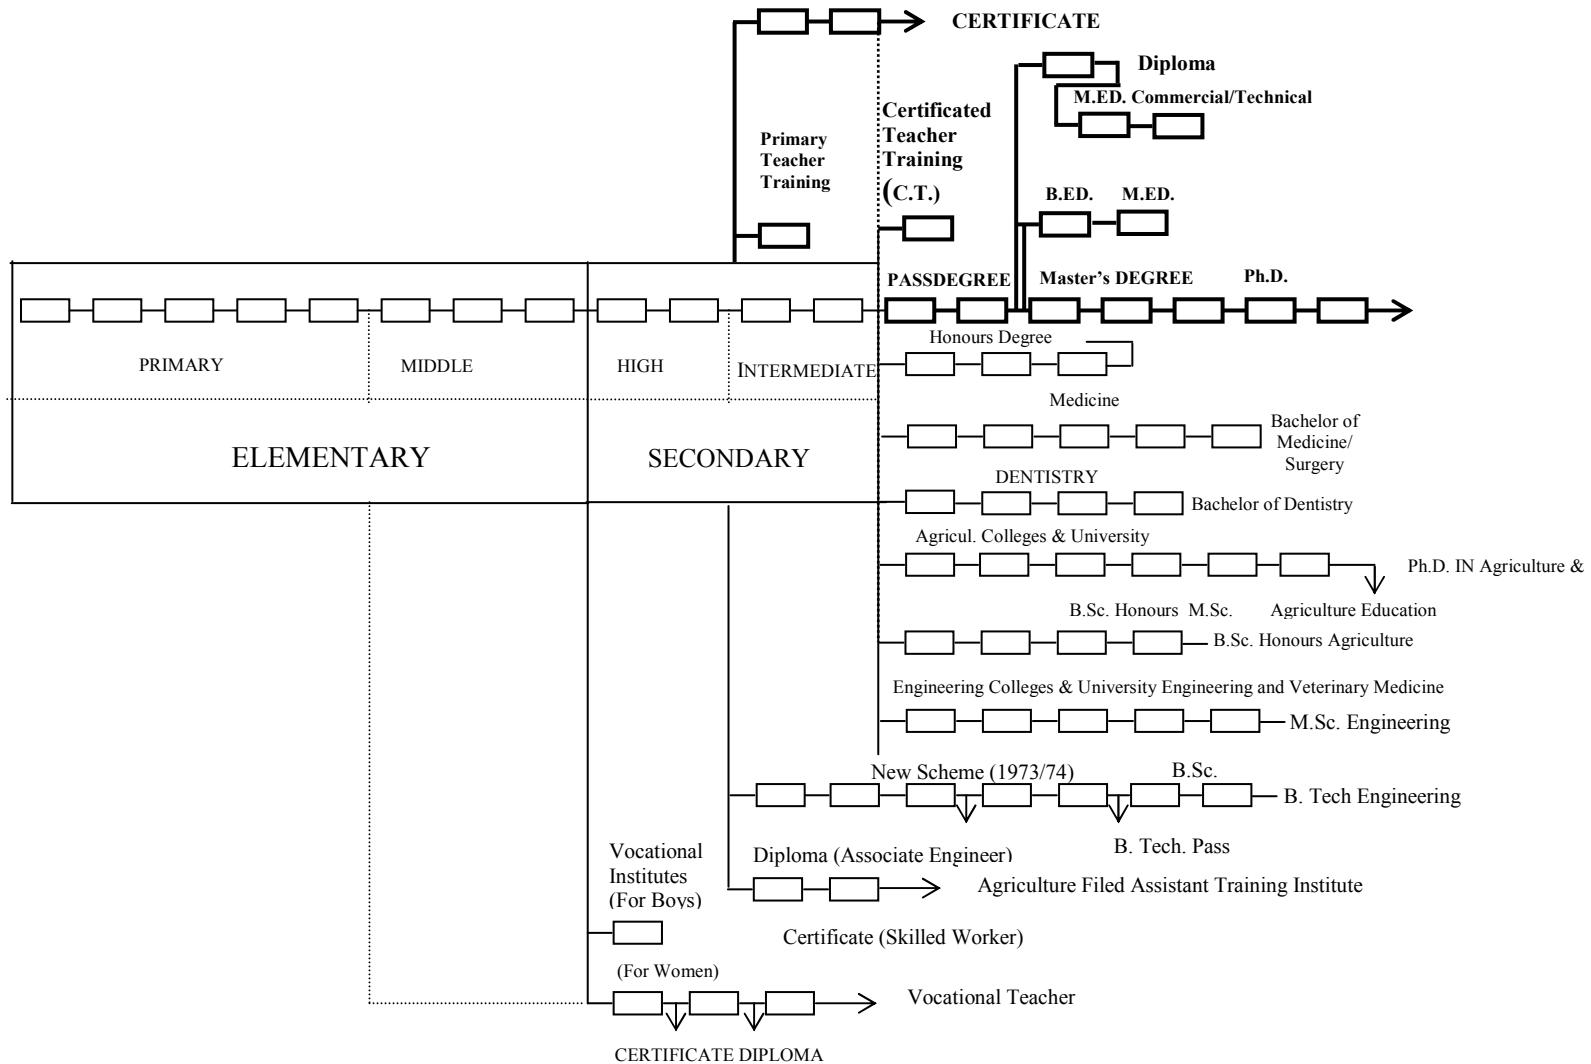 CERTIFICATE
Diploma
M.ED. Commercial/Technical
Certificated
Teacher
Training
(C.T.)
Primary
Teacher
Training
B.ED.
M.ED.
PASSDEGREE
Master's DEGREE
Ph.D.
Honours Degree
PRIMARY
MIDDLE
HIGH
INTERMEDIATE
Medicine
Bachelor of
Medicine/
Surgery
ELEMENTARY
SECONDARY
DENTISTRY
Bachelor of Dentistry
Agricul. Colleges & University
Ph.D. IN Agriculture &
B.Sc. Honours M.Sc.
Agriculture Education
B.Sc. Honours Agriculture
Engineering Colleges & University Engineering and Veterinary Medicine
M.Sc. Engineering
New Scheme (1973/74)
B.Sc.
B. Tech Engineering
B. Tech. Pass
Vocational
Institutes
(For Boys)
Diploma (Associate Engineer)
Agriculture Filed Assistant Training Institute
Certificate (Skilled Worker)
(For Women)
Vocational Teacher
CERTIFICATE DIPLOMA